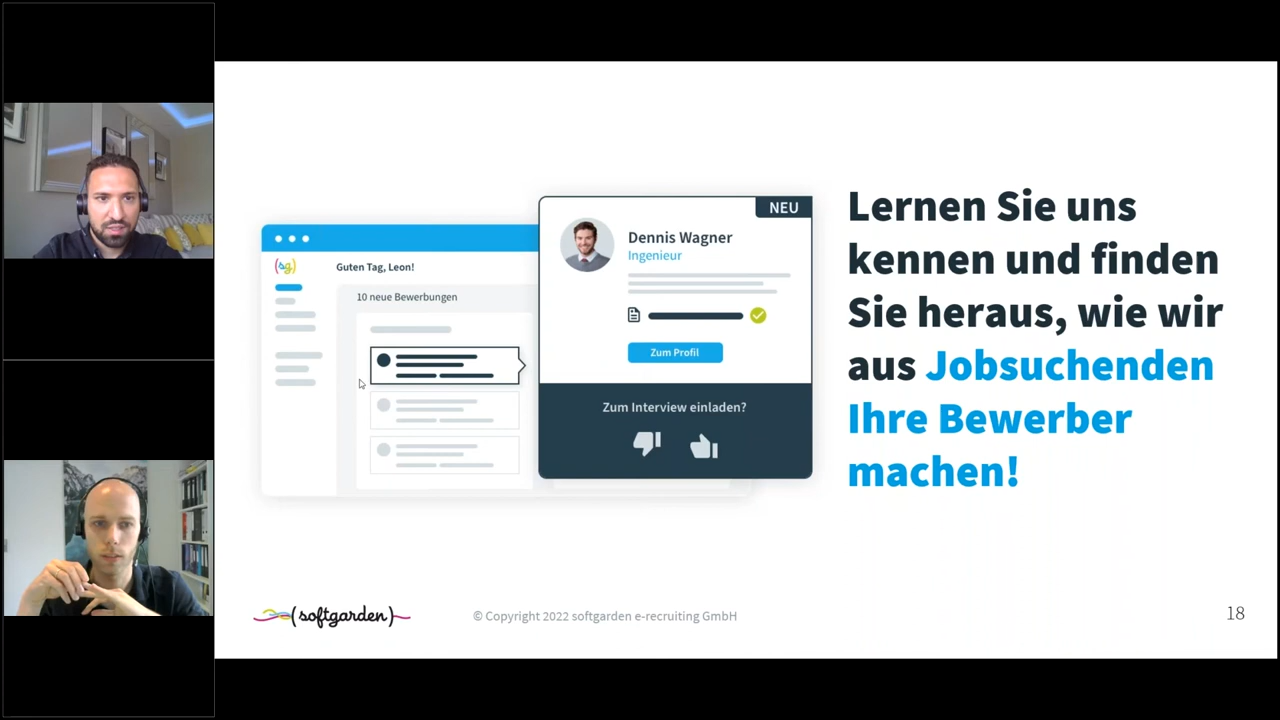 (sg)
Guten Tag, Leon!
10 neue Bewerbungen
NEU
Dennis Wagner
Ingenieur
Zum Profil
Zum Interview einladen?
Lernen Sie uns
kennen und finden
Sie heraus, wie wir
aus Jobsuchenden
Ihre Bewerber
machen!
(softgarden)
© Copyright 2022 softgarden e-recruiting GmbH
18